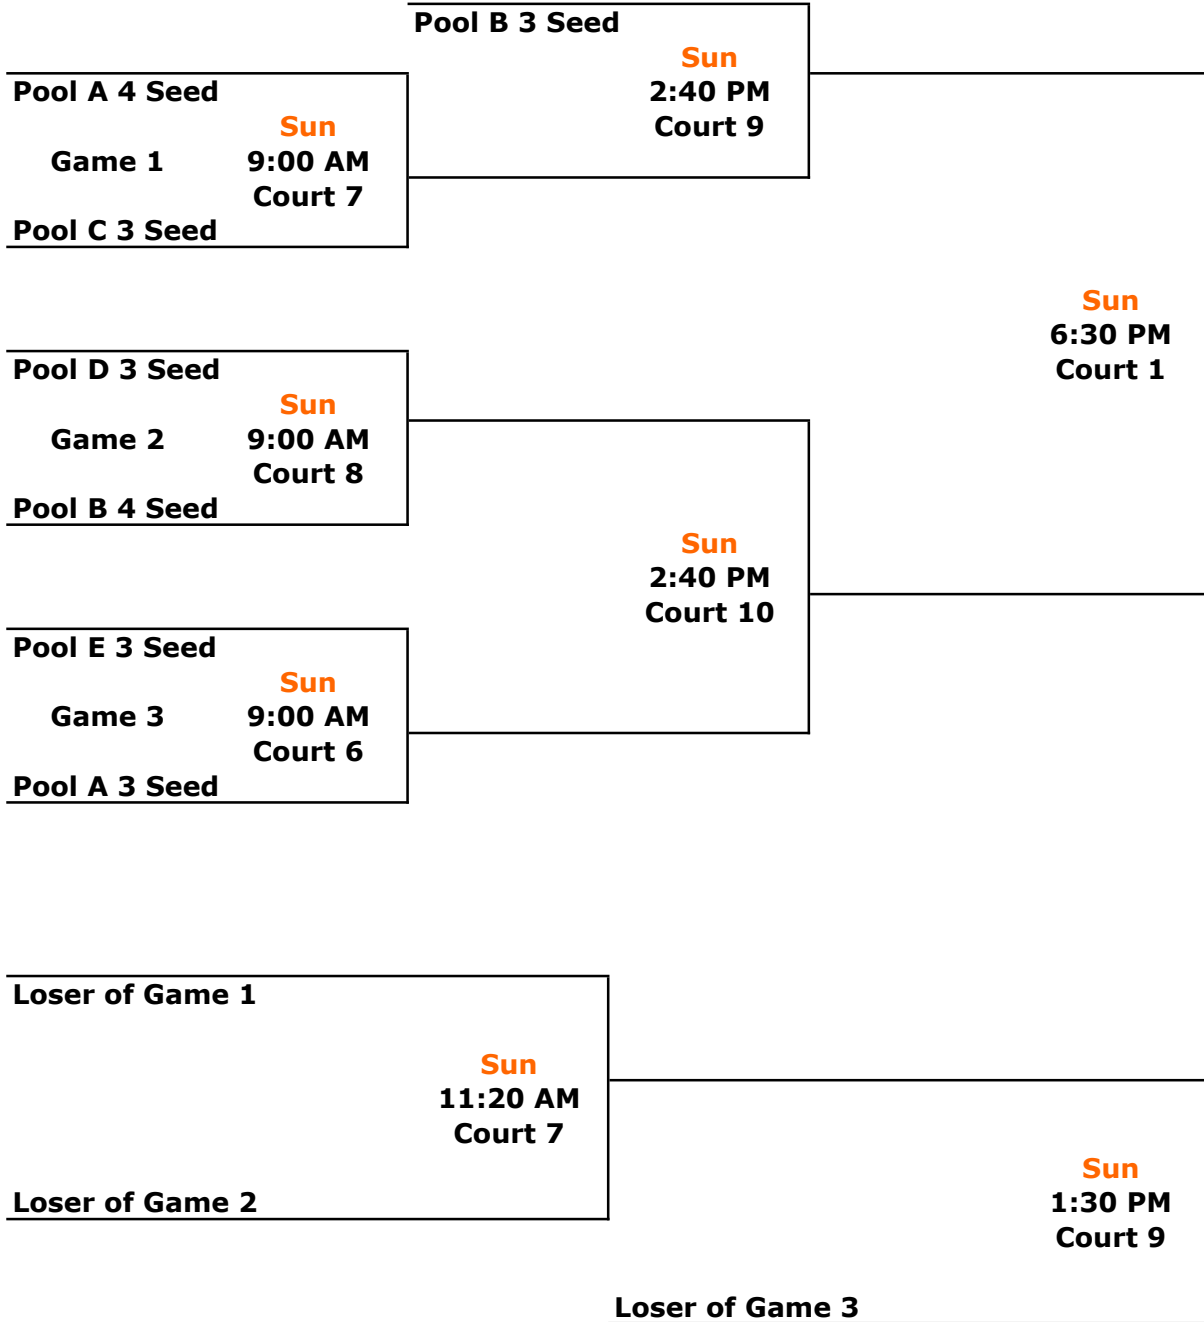 Pool B 3 Seed
Sun
2:40 PM
Court 9
Pool A 4 Seed
Sun
Game 1 9:00 AM
Court 7
Pool C 3 Seed
Sun
6:30 PM
Court 1
Pool D 3 Seed
Sun
Game 2 9:00 AM
Court 8
Pool B 4 Seed
Sun
2:40 PM
Court 10
Pool E 3 Seed
Sun
Game 3 9:00 AM
Court 6
Pool A 3 Seed
Loser of Game 1
Sun
11:20 AM
Court 7
Loser of Game 2
Sun
1:30 PM
Court 9
Loser of Game 3